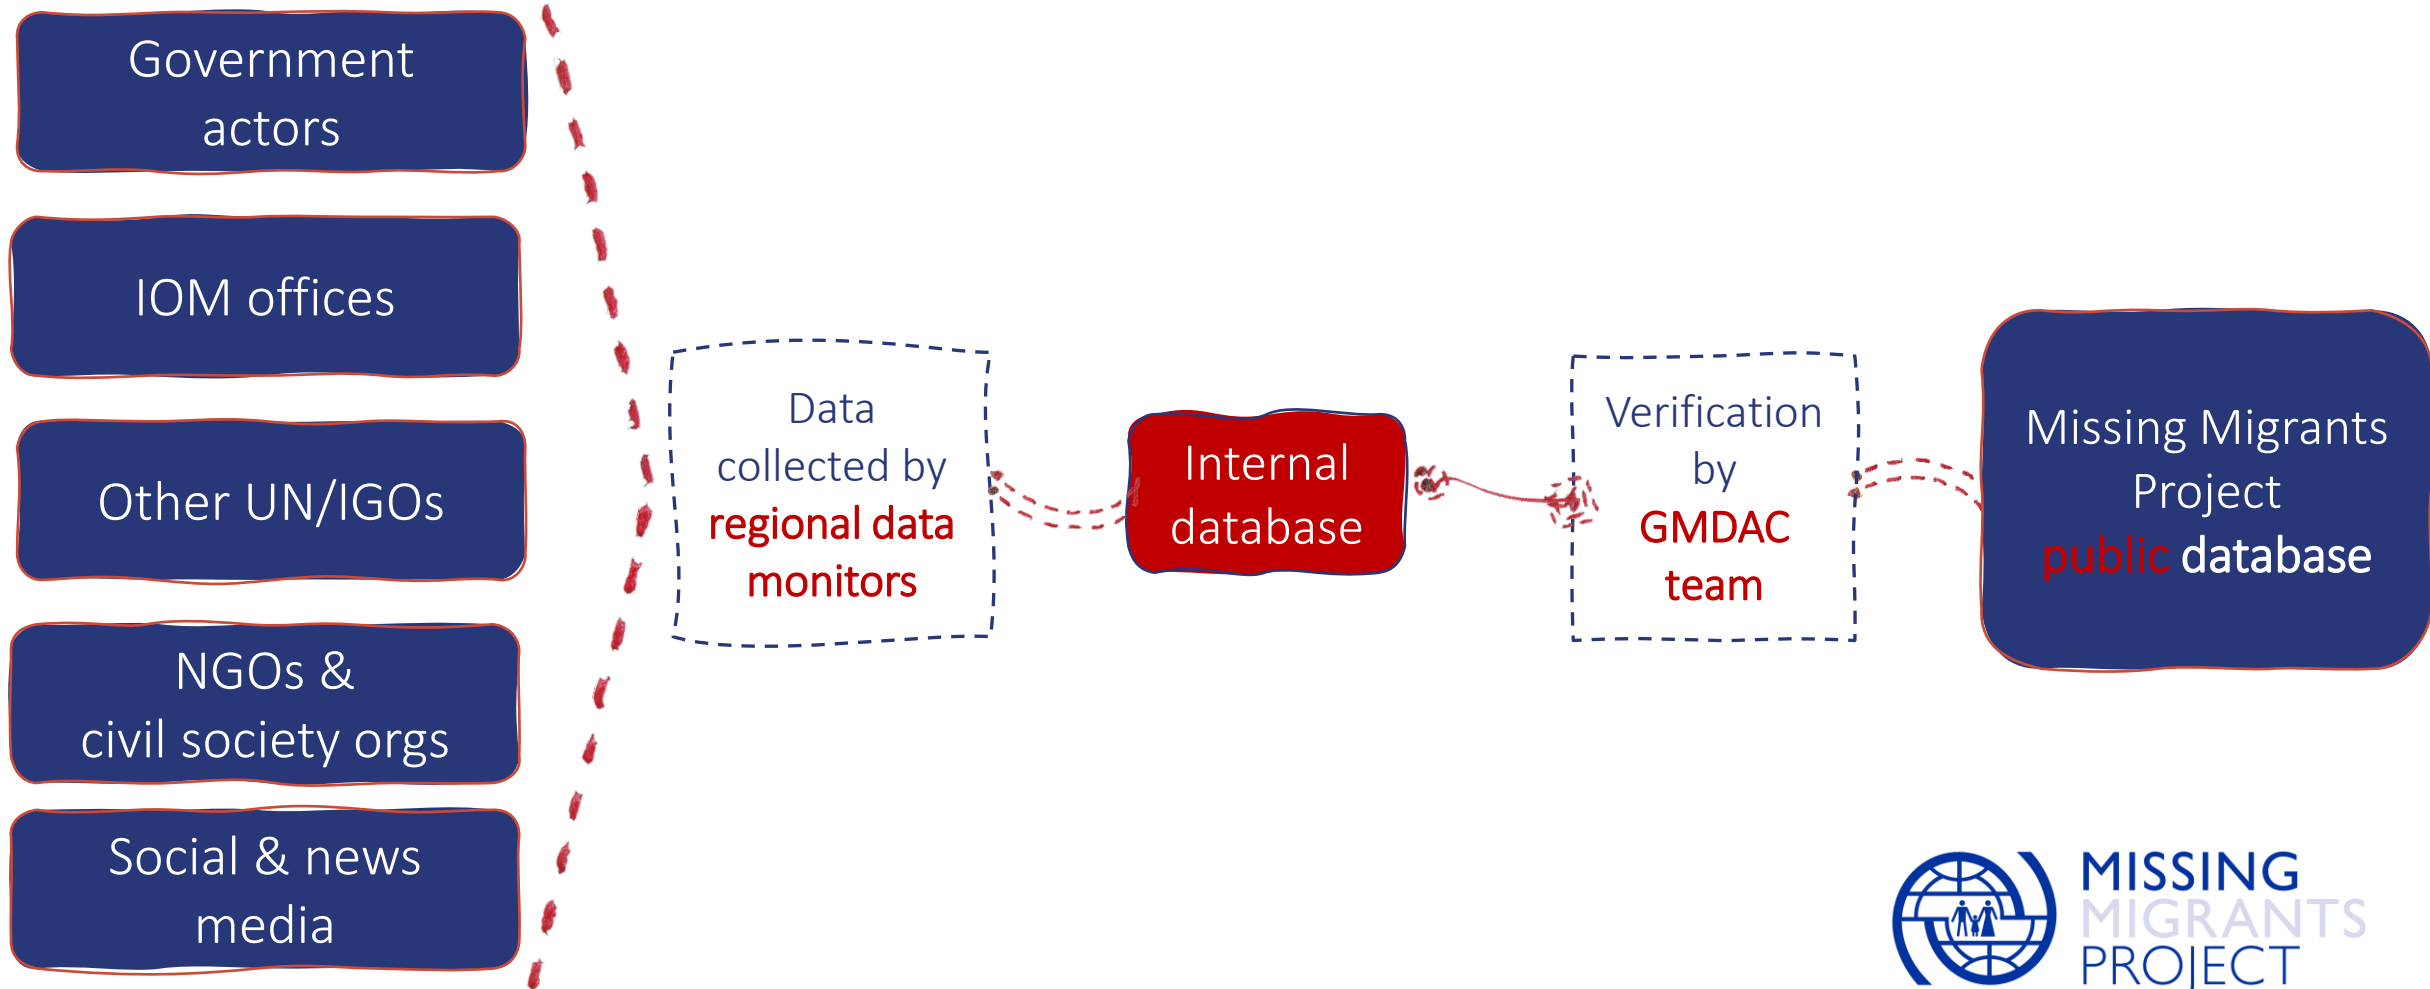 Government
actors
IOM offices
Other UN/IGOs
NGOs &
civil society orgs
Social & news
media
Data
collected by
regional data
monitors
Internal
database
Verification
by
GMDAC
team
Missing Migrants
Project
public database
MISSING
MIGRANTS
PROJECT